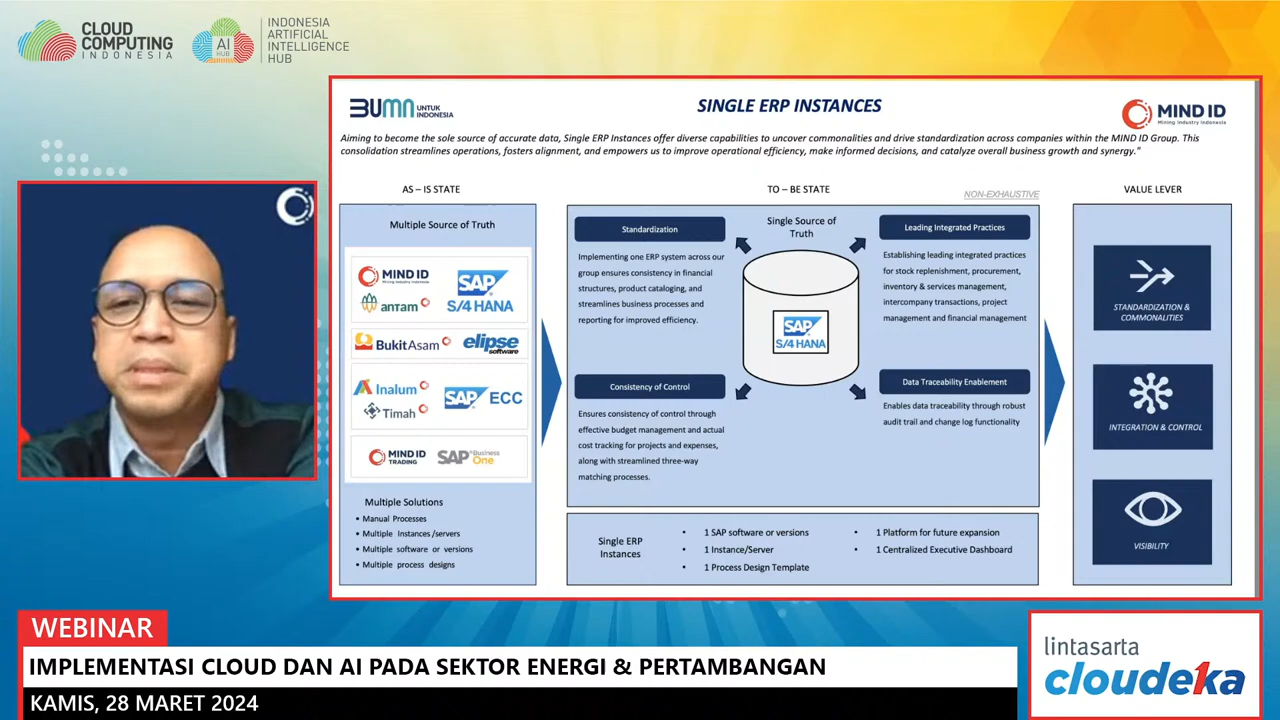 CLOUD
COMPUTING
INDONESIA
AI
HUB
INDONESIA
ARTIFICIAL
INTELLIGENCE
HUB
BUMN UNTUK
INDONESIA
SINGLE ERP INSTANCES
MIND ID
Mining Industry Indonesia
Aiming to become the sole source of accurate data, Single ERP Instances offer diverse capabilities to uncover commonalities and drive standardization across companies within the MIND ID Group. This
consolidation streamlines operations, fosters alignment, and empowers us to improve operational efficiency, make informed decisions, and catalyze overall business growth and synergy."
AS – IS STATE
Multiple Source of Truth
MIND ID
Mining Industry Indonesia
antam
SAP
S/4 HANA
BukitAsam
elipse
software
Inalum
Timah
SAP ECC
MIND ID
TRADING
SAP Business
One
Multiple Solutions
• Manual Processes
• Multiple Instances /servers
• Multiple software or versions
• Multiple process designs
TO – BE STATE
NON-EXHAUSTIVE
Standardization
Implementing one ERP system across our
group ensures consistency in financial
structures, product cataloging, and
streamlines business processes and
reporting for improved efficiency.
Single Source of
Truth
SAP
S/4 HANA
Leading Integrated Practices
Establishing leading integrated practices
for stock replenishment, procurement,
inventory & services management,
intercompany transactions, project
management and financial management
Consistency of Control
Ensures consistency of control through
effective budget management and actual
cost tracking for projects and expenses,
along with streamlined three-way
matching processes.
Data Traceability Enablement
Enables data traceability through robust
audit trail and change log functionality
Single ERP
Instances
• 1 SAP software or versions
• 1 Instance/Server
• 1 Process Design Template
• 1 Platform for future expansion
• 1 Centralized Executive Dashboard
VALUE LEVER
STANDARDIZATION &
COMMONALITIES
INTEGRATION & CONTROL
VISIBILITY
WEBINAR
IMPLEMENTASI CLOUD DAN AI PADA SEKTOR ENERGI & PERTAMBANGAN
KAMIS, 28 MARET 2024
lintasarta
cloudeka